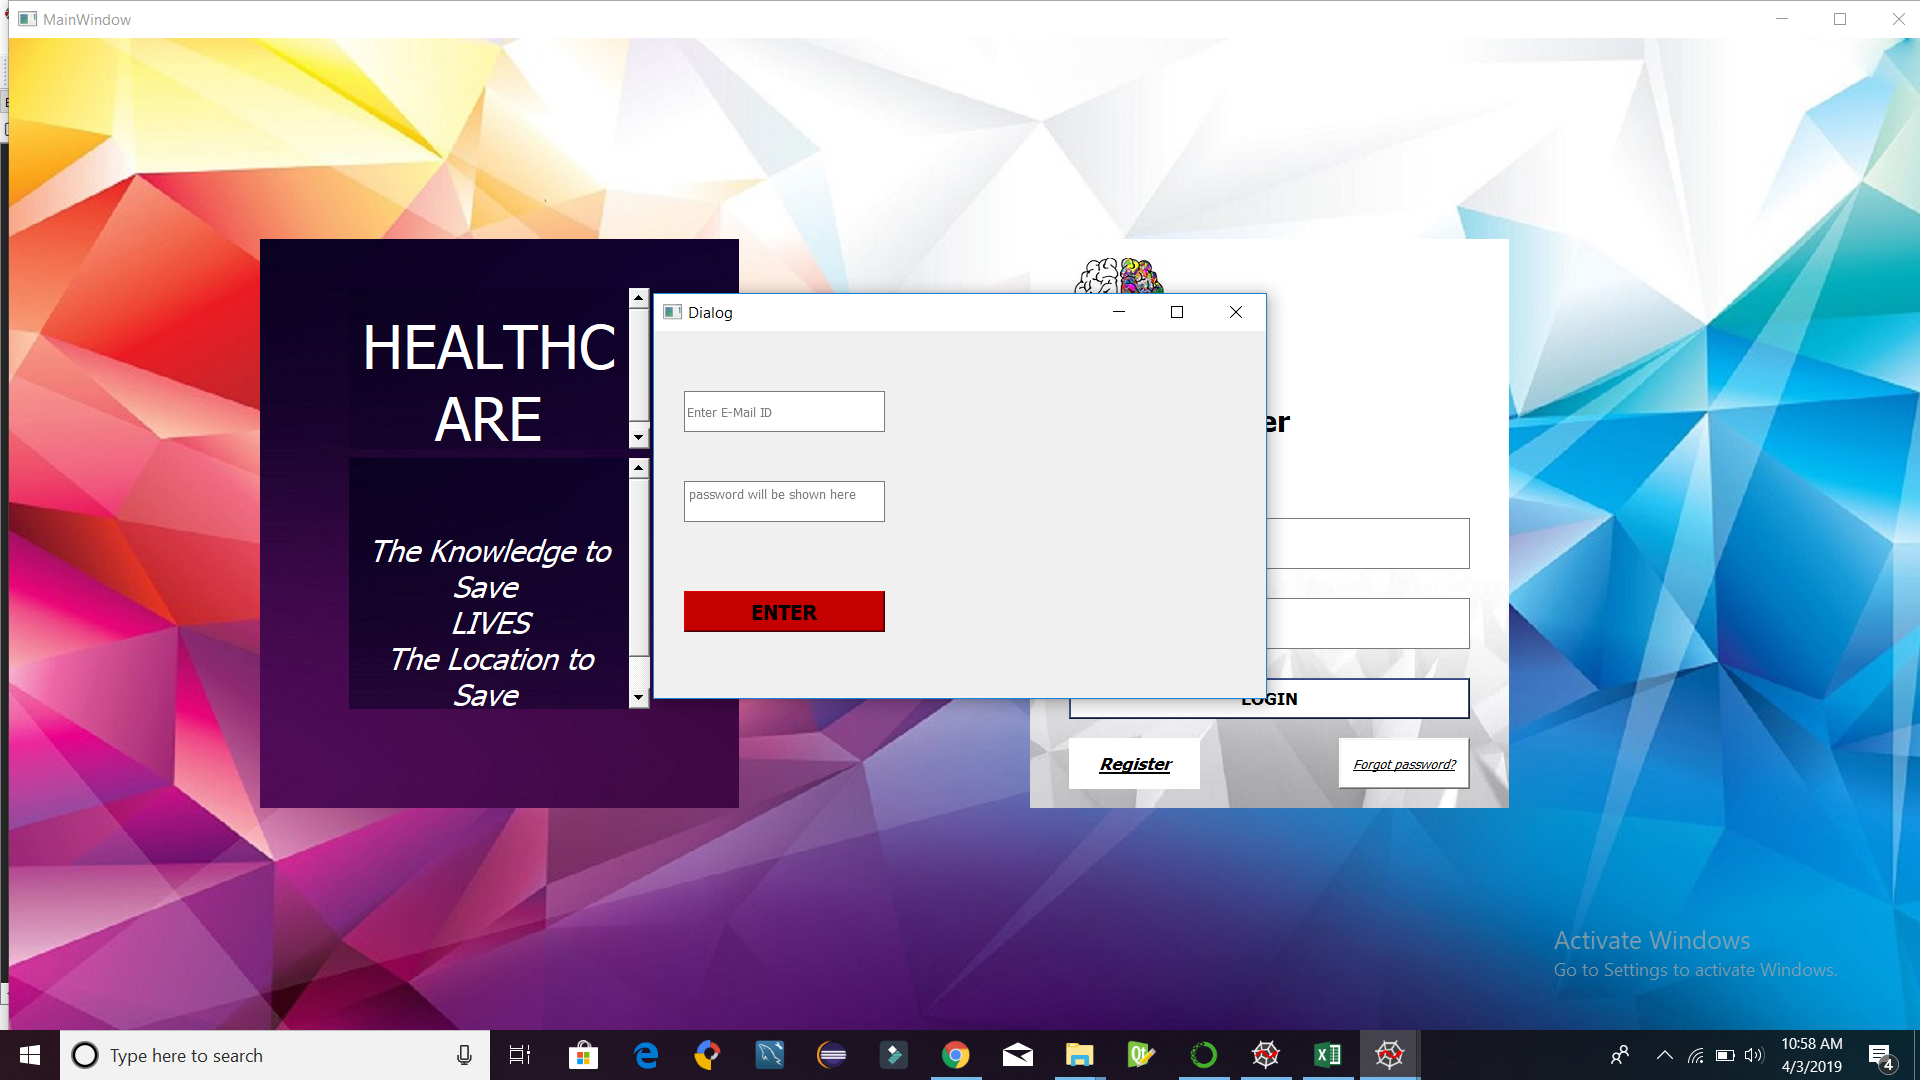 MainWindow
HEALTHC
ARE
The Knowledge to
Save
LIVES
The Location to
Save
Dialog
Enter E-Mail ID
password will be shown here
ENTER
er
LOGIN
Register
Forgot password?
Activate Windows
Go to Settings to activate Windows.
Type here to search
10:58 AM
4/3/2019
4